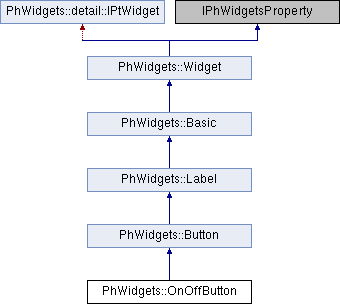 PhWidgets::detail::IPtWidget
IPhWidgetsProperty
PhWidgets::Widget
PhWidgets::Basic
PhWidgets::Label
PhWidgets::Button
PhWidgets::OnOffButton